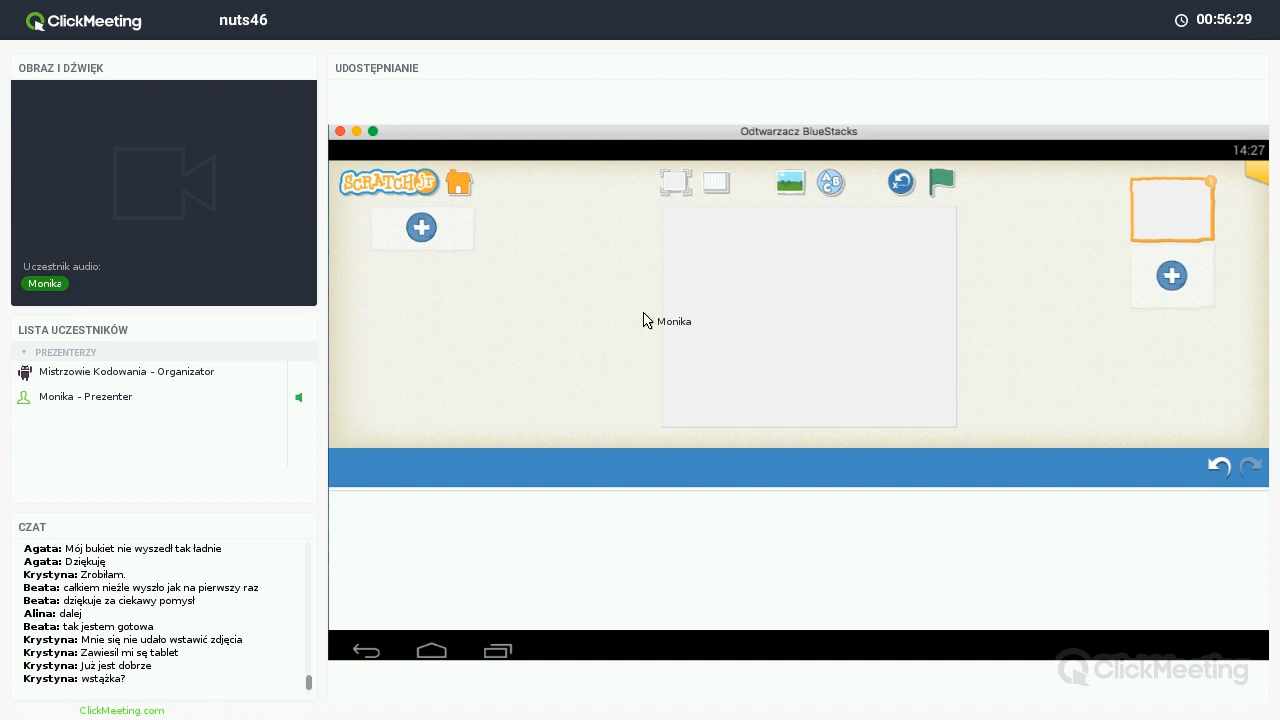 ClickMeeting
nuts46
00:56:29
OBRAZ I DŹWIĘK
UDOSTĘPNIANIE
Odtwarzacz BlueStacks
14:27
SCRATCH jr
1
ABC
x
Monika
Uczestnik audio:
Monika
LISTA UCZESTNIKÓW
PREZENTERZY
Mistrzowie Kodowania - Organizator
Monika - Prezenter
CZAT
Agata: Mój bukiet nie wyszedł tak ładnie
Agata: Dziękuję
Krystyna: Zrobiłam.
Beata: całkiem nieźle wyszło jak na pierwszy raz
Beata: dziękuje za ciekawy pomysł
Alina: dalej
Beata: tak jestem gotowa
Krystyna: Mnie się nie udało wstawić zdjęcia
Krystyna: Zawiesil mi sę tablet
Krystyna: Już jest dobrze
Krystyna: wstążka?
ClickMeeting
ClickMeeting.com